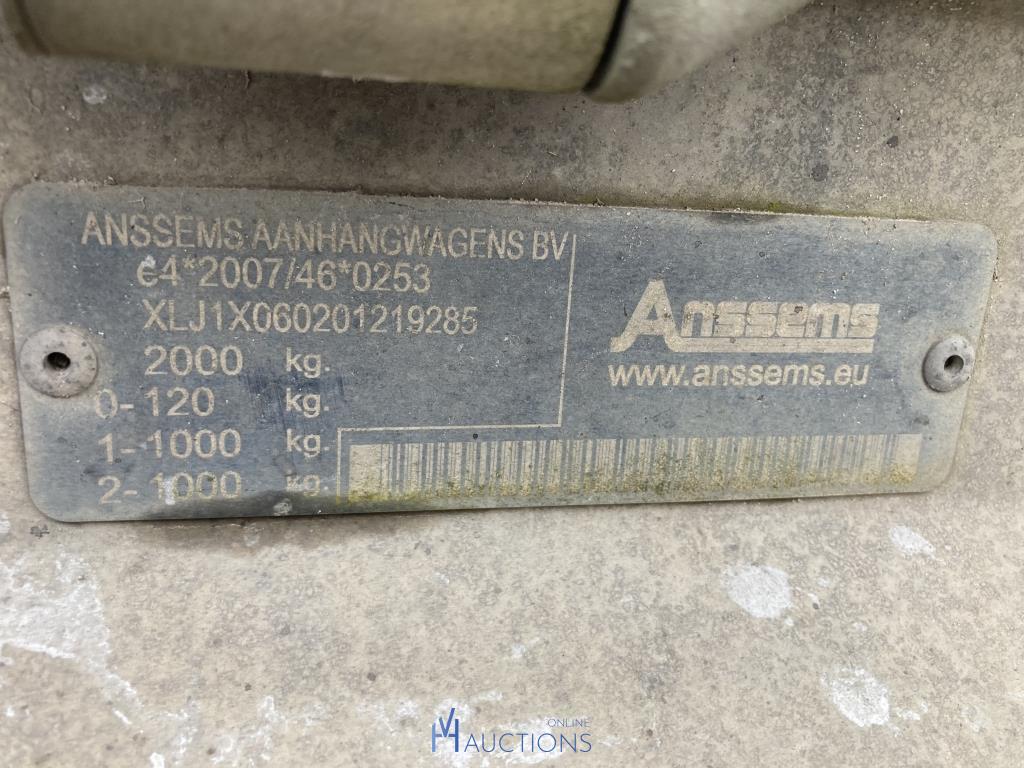 ANSSEMS AANHANGWAGENS BV
e4*2007/46*0253
XLJ1X060201219285
2000 kg.
0-120 kg.
1-1000 kg.
2-1000 kg.
Anssems
www.anssems.eu
VH ONLINE
AUCTIONS